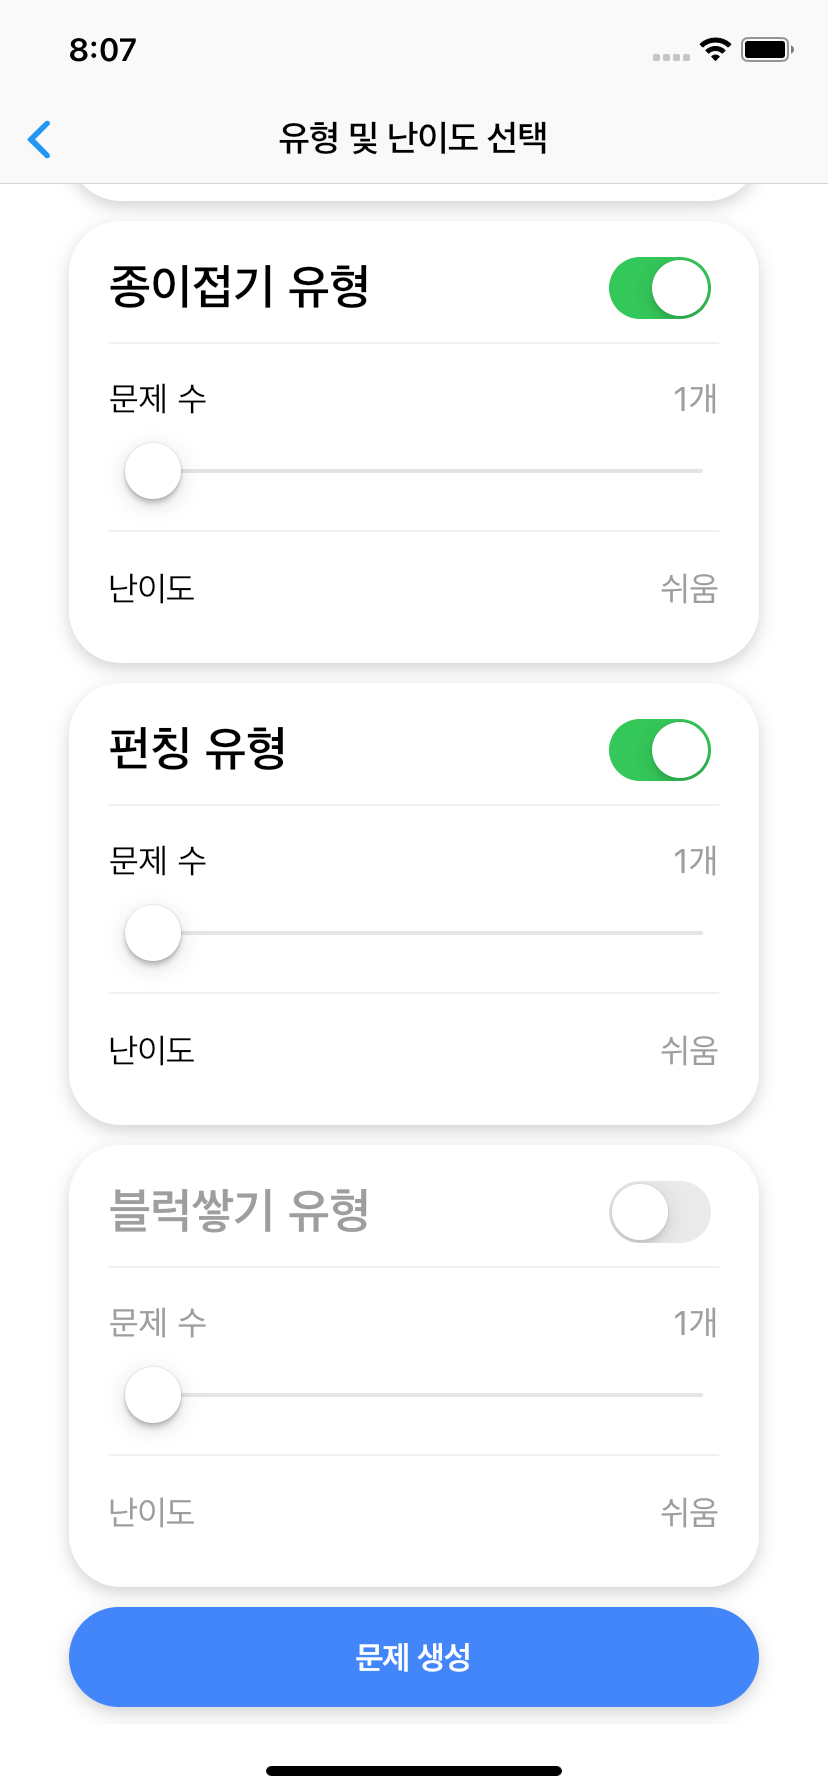 8:07
유형 및 난이도 선택
종이접기 유형
문제 수 1개
난이도 쉬움
펀칭 유형
문제 수 1개
난이도 쉬움
블럭쌓기 유형
문제 수 1개
난이도 쉬움
문제 생성